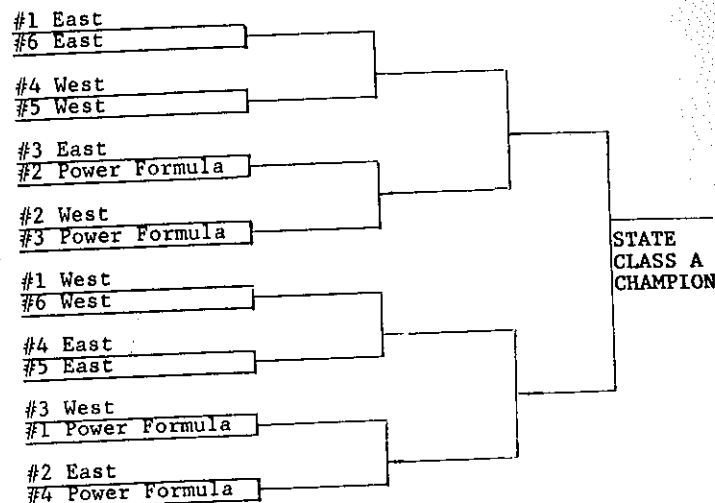 #1 East
#6 East
#4 West
#5 West
#3 East
#2 Power Formula
#2 West
#3 Power Formula
#1 West
#6 West
#4 East
#5 East
#3 West
#1 Power Formula
#2 East
#4 Power Formula
STATE
CLASS A
CHAMPION